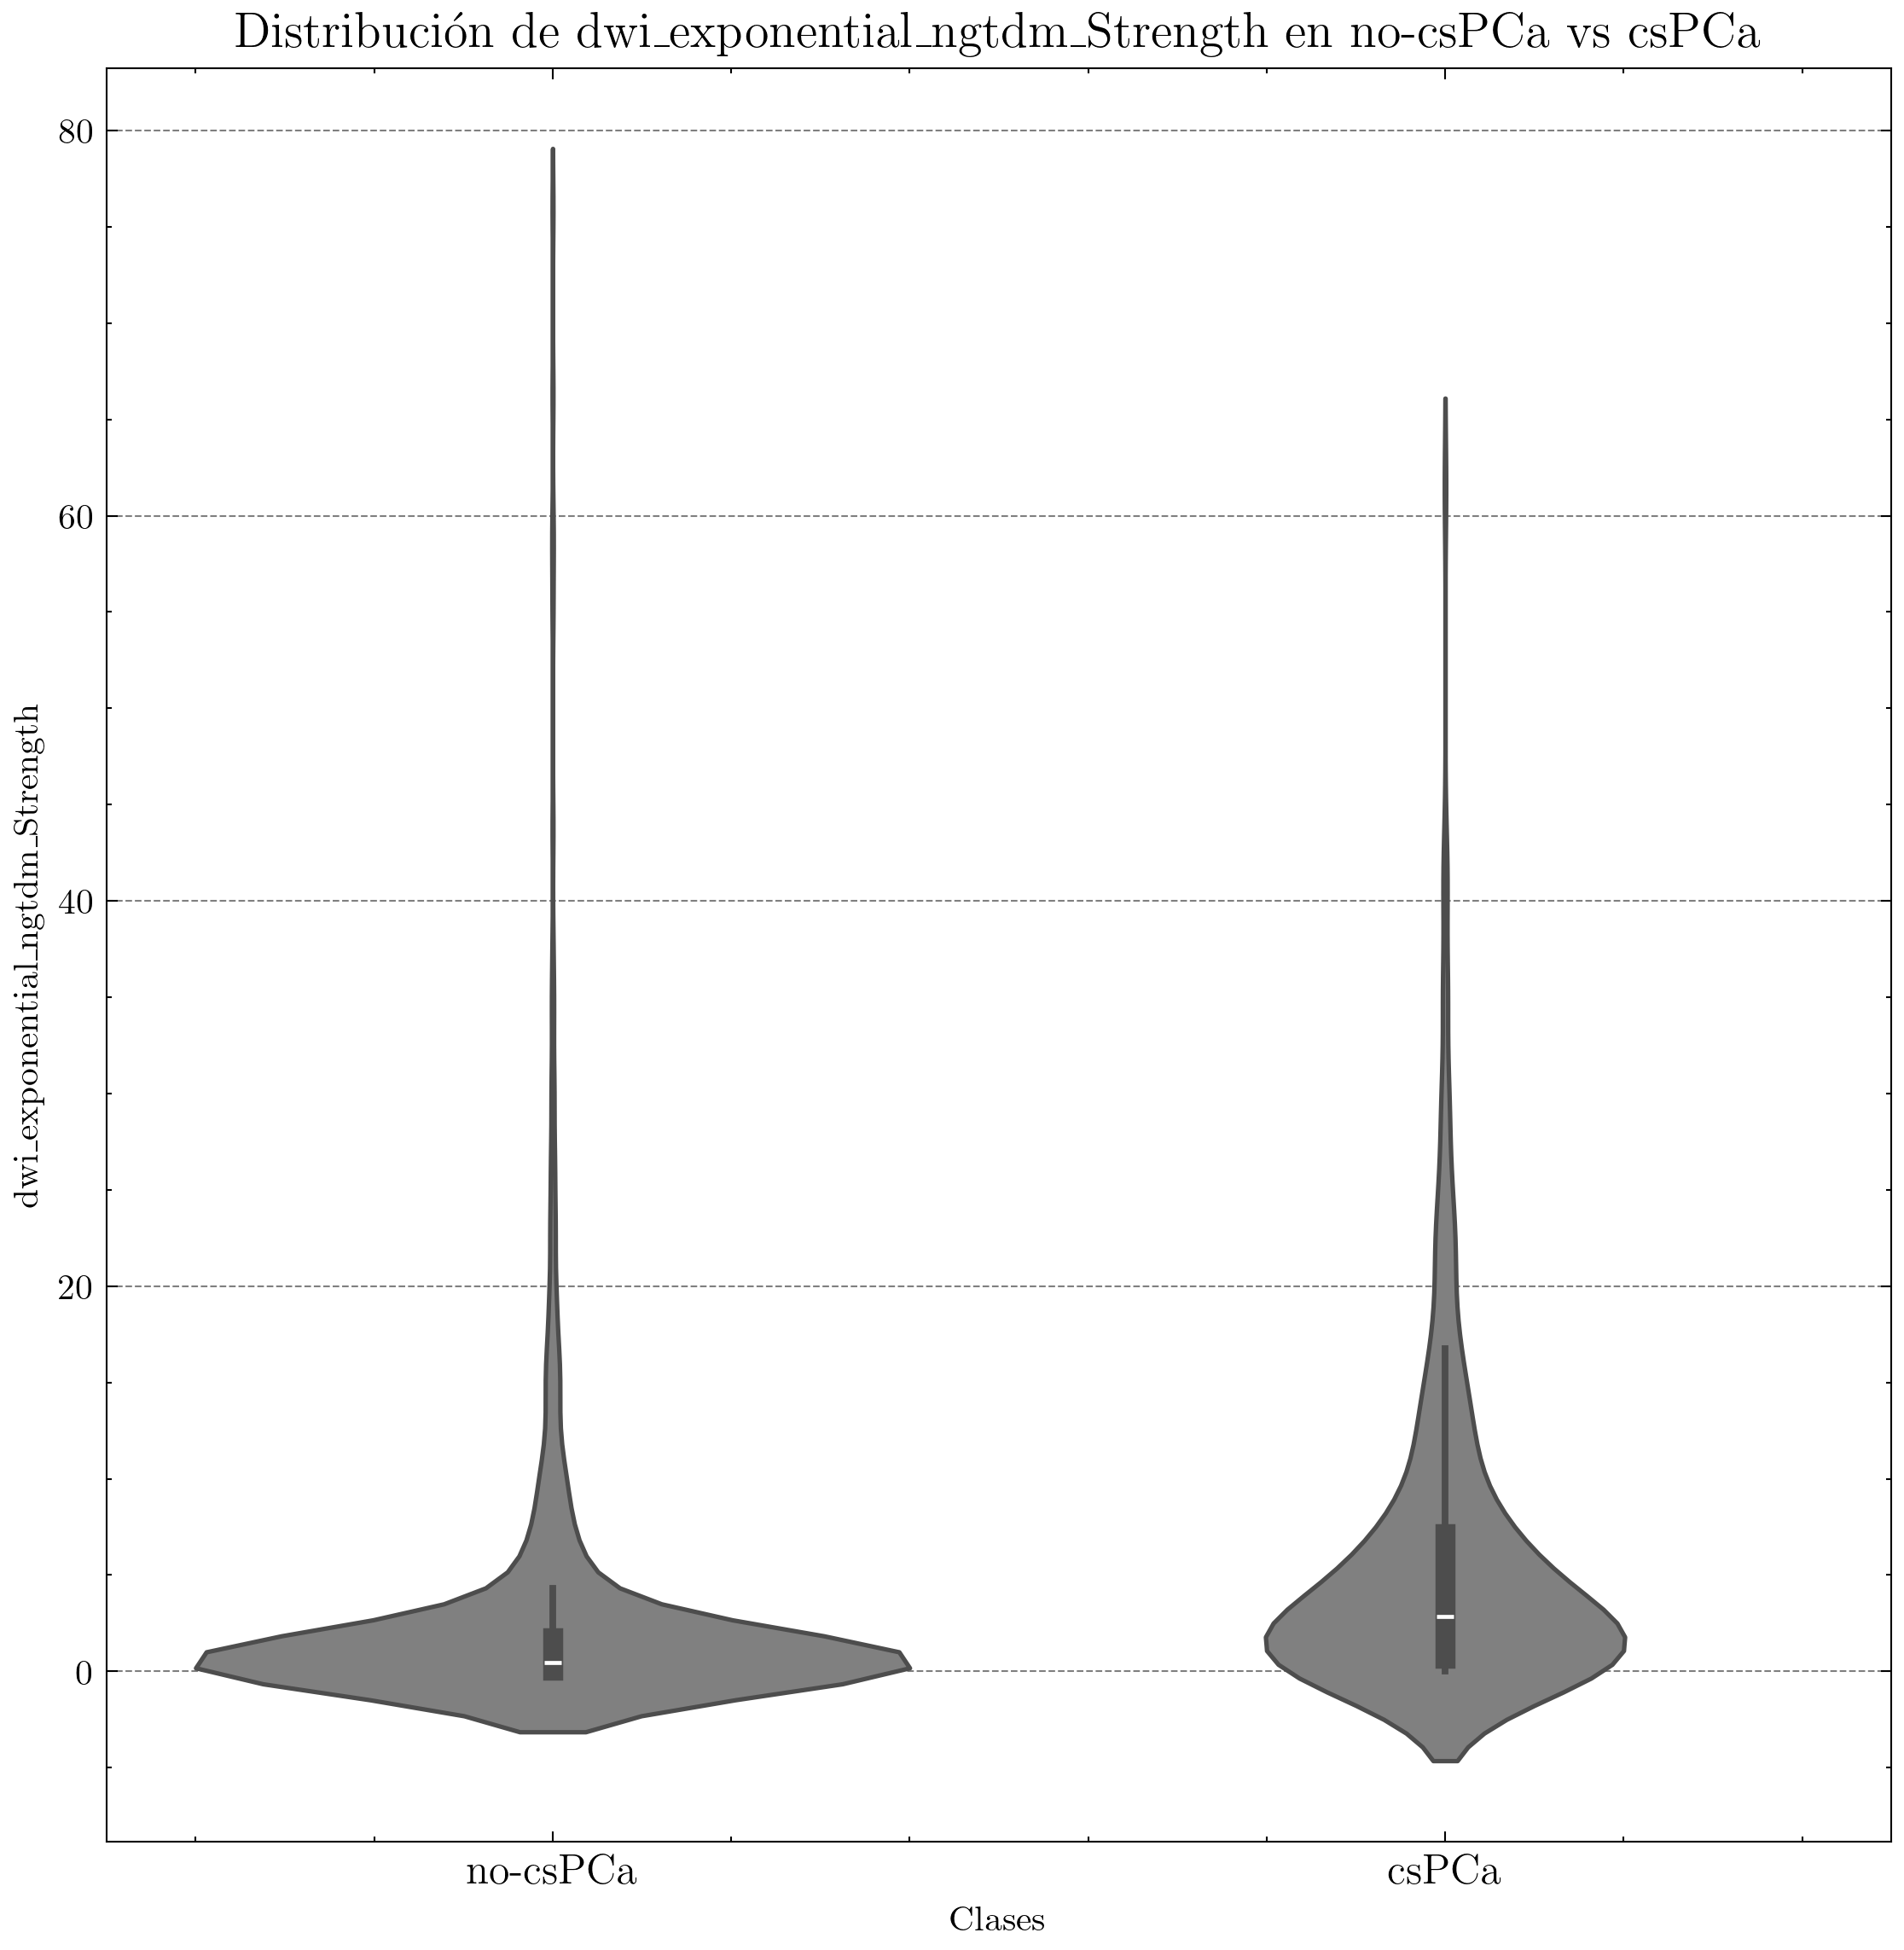 Distribución de dwi_exponential_ngtdm_Strength en no-csPCa vs csPCa
80
60
40
20
0
dwi_exponential_ngtdm_Strength
no-csPCa
csPCa
Clases